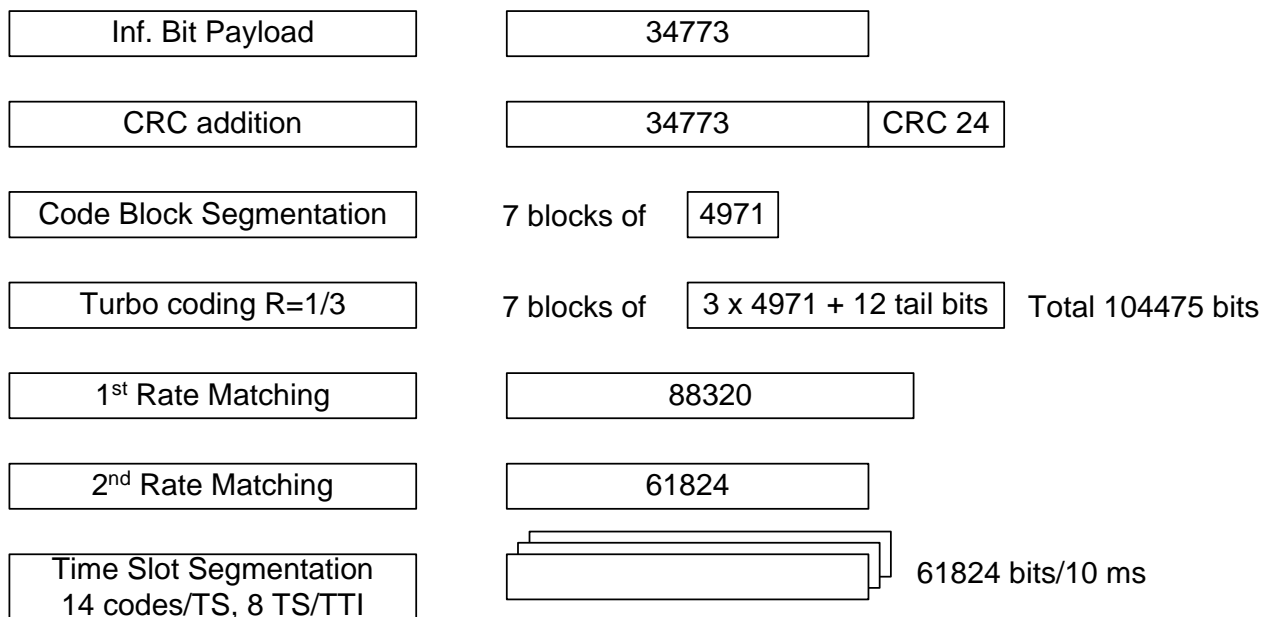 Inf. Bit Payload 34773
CRC addition 34773 CRC 24
Code Block Segmentation 7 blocks of 4971
Turbo coding R=1/3 7 blocks of 3 x 4971 + 12 tail bits Total 104475 bits
1st Rate Matching 88320
2nd Rate Matching 61824
Time Slot Segmentation
14 codes/TS, 8 TS/TTI
61824 bits/10 ms